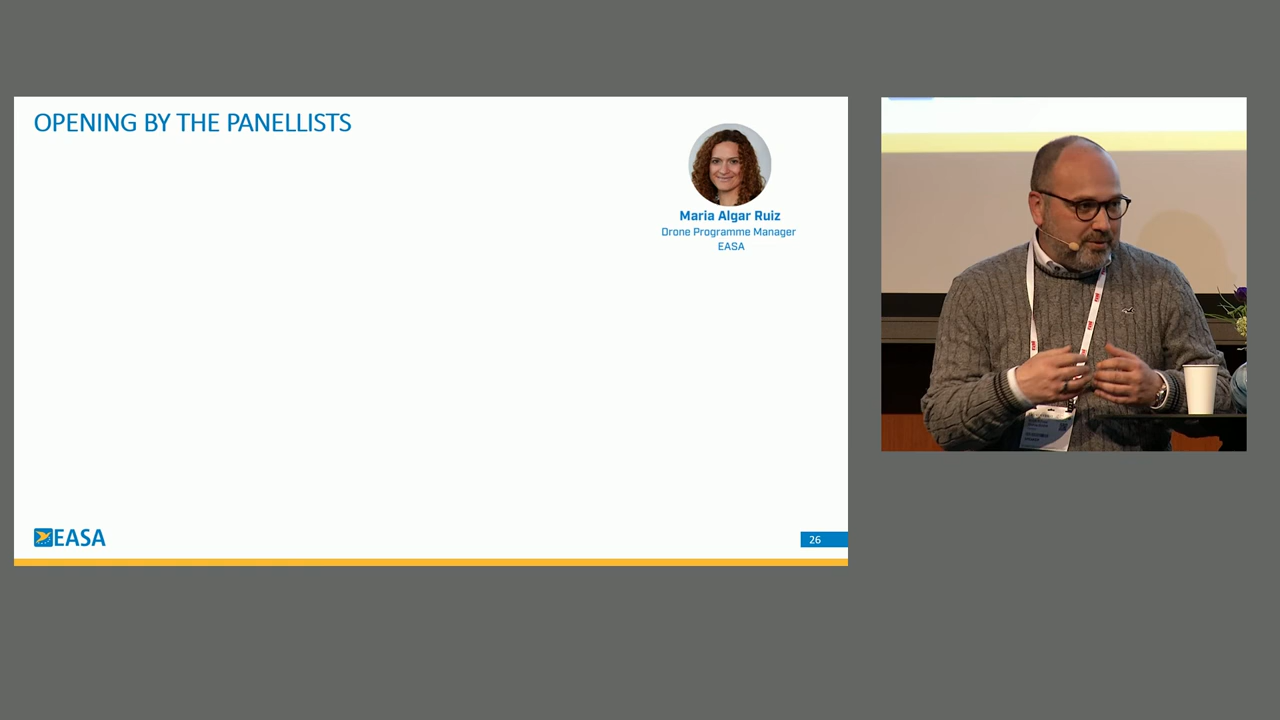 OPENING BY THE PANELLISTS
Maria Algar Ruiz
Drone Programme Manager
EASA
EASA
26